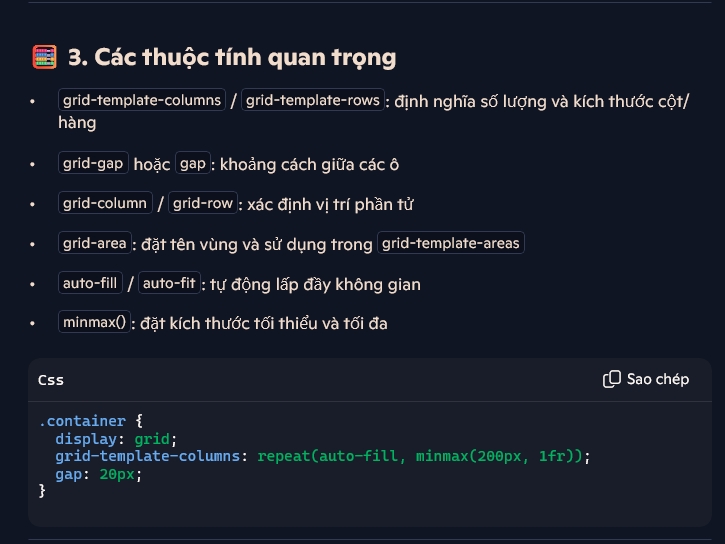 🧮 3. Các thuộc tính quan trọng
• grid-template-columns / grid-template-rows: định nghĩa số lượng và kích thước cột/
hàng
• grid-gap hoặc gap: khoảng cách giữa các ô
• grid-column / grid-row: xác định vị trí phần tử
• grid-area: đặt tên vùng và sử dụng trong grid-template-areas
• auto-fill / auto-fit: tự động lấp đầy không gian
• minmax(): đặt kích thước tối thiểu và tối đa
Css Sao chép
.container {
  display: grid;
  grid-template-columns: repeat(auto-fill, minmax(200px, 1fr));
  gap: 20px;
}